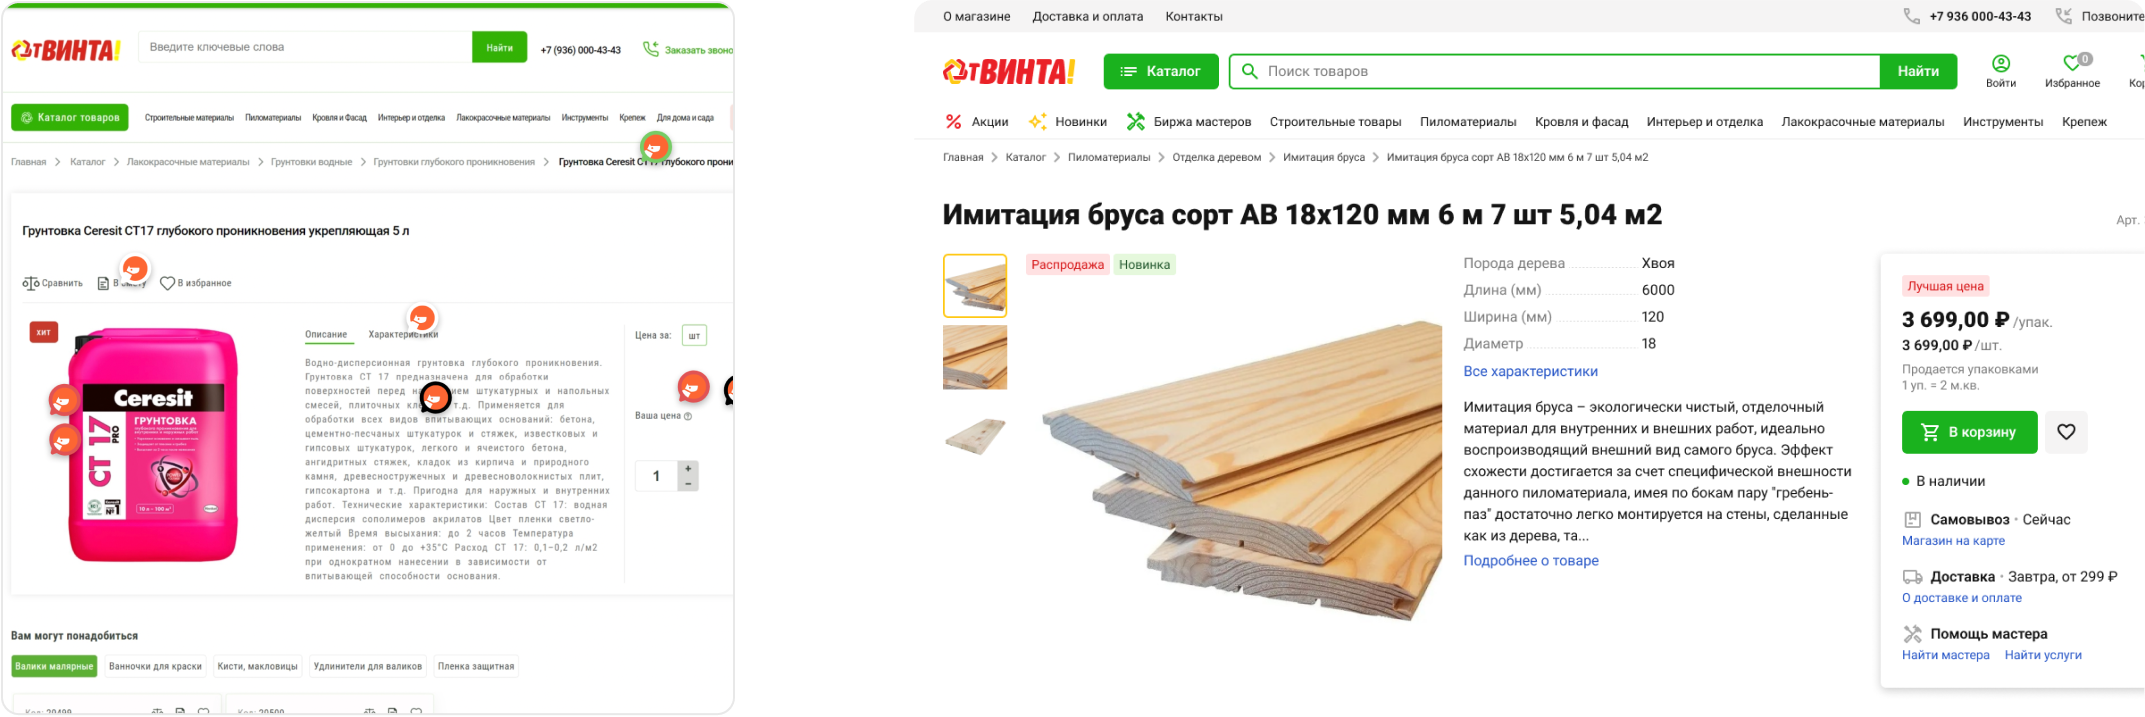 отВИНТА!
Введите ключевые слова
Найти
+7 (936) 000-43-43
Заказать звоно
Каталог товаров
Строительные материалы
Пиломатериалы
Кровля и Фасад
Интерьер и отделка
Лакокрасочные материалы
Инструменты
Крепеж
Для дома и сада
Главная > Каталог > Лакокрасочные материалы > Грунтовки водные > Грунтовки глубокого проникновения > Грунтовка Ceresit CT17 глубокого прони
Грунтовка Ceresit CT17 глубокого проникновения укрепляющая 5 л
Сравнить
В смету
В избранное
хит
Ceresit
CT 17
PRO
ГРУНТОВКА
10 л ~ 100 м²
Описание
Характеристики
Водно-дисперсионная грунтовка глубокого проникновения.
Грунтовка СТ 17 предназначена для обработки
поверхностей перед ем штукатурных и напольных
смесей, плиточных кл т.д. Применяется для
обработки всех видов впитывающих оснований: бетона,
цементно-песчаных штукатурок и стяжек, известковых и
гипсовых штукатурок, легкого и ячеистого бетона,
ангидритных стяжек, кладок из кирпича и природного
камня, древесностружечных и древесноволокнистых плит,
гипсокартона и т.д. Пригодна для наружных и внутренних
работ. Технические характеристики: Состав СТ 17: водная
дисперсия сополимеров акрилатов Цвет пленки светло-
желтый Время высыхания: до 2 часов Температура
применения: от 0 до +35°С Расход СТ 17: 0,1–0,2 л/м2
при однократном нанесении в зависимости от
впитывающей способности основания.
Цена за:
шт
Ваша цена
1
+
−
Вам могут понадобиться
Валики малярные
Ванночки для краски
Кисти, макловицы
Удлинители для валиков
Пленка защитная
Код: 20499
Код: 20500
О магазине
Доставка и оплата
Контакты
+7 936 000-43-43
Позвоните
отВИНТА!
Каталог
Поиск товаров
Найти
Войти
0
Избранное
Кор
Акции
Новинки
Биржа мастеров
Строительные товары
Пиломатериалы
Кровля и фасад
Интерьер и отделка
Лакокрасочные материалы
Инструменты
Крепеж
Главная > Каталог > Пиломатериалы > Отделка деревом > Имитация бруса > Имитация бруса сорт АВ 18х120 мм 6 м 7 шт 5,04 м2
Имитация бруса сорт АВ 18х120 мм 6 м 7 шт 5,04 м2
Арт.
Распродажа
Новинка
Порода дерева Хвоя
Длина (мм) 6000
Ширина (мм) 120
Диаметр 18
Все характеристики
Имитация бруса – экологически чистый, отделочный
материал для внутренних и внешних работ, идеально
воспроизводящий внешний вид самого бруса. Эффект
схожести достигается за счет специфической внешности
данного пиломатериала, имея по бокам пару "гребень-
паз" достаточно легко монтируется на стены, сделанные
как из дерева, та...
Подробнее о товаре
Лучшая цена
3 699,00 ₽ /упак.
3 699,00 ₽ /шт.
Продается упаковками
1 уп. = 2 м.кв.
В корзину
В наличии
Самовывоз · Сейчас
Магазин на карте
Доставка · Завтра, от 299 ₽
О доставке и оплате
Помощь мастера
Найти мастера
Найти услуги